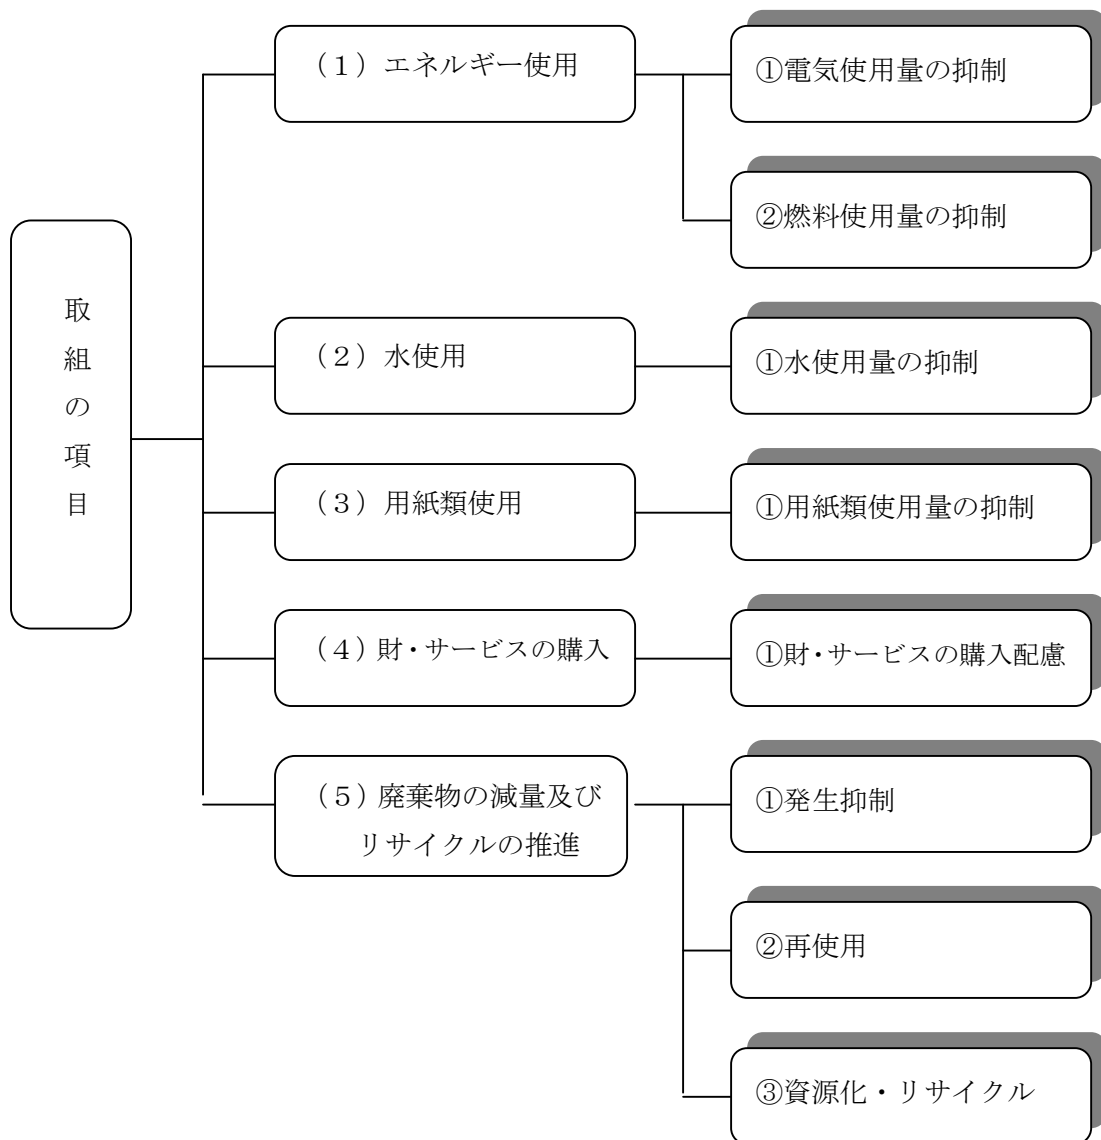 取組の項目
（１）エネルギー使用
①電気使用量の抑制
②燃料使用量の抑制
（２）水使用
①水使用量の抑制
（３）用紙類使用
①用紙類使用量の抑制
（４）財・サービスの購入
①財・サービスの購入配慮
（５）廃棄物の減量及び
リサイクルの推進
①発生抑制
②再使用
③資源化・リサイクル